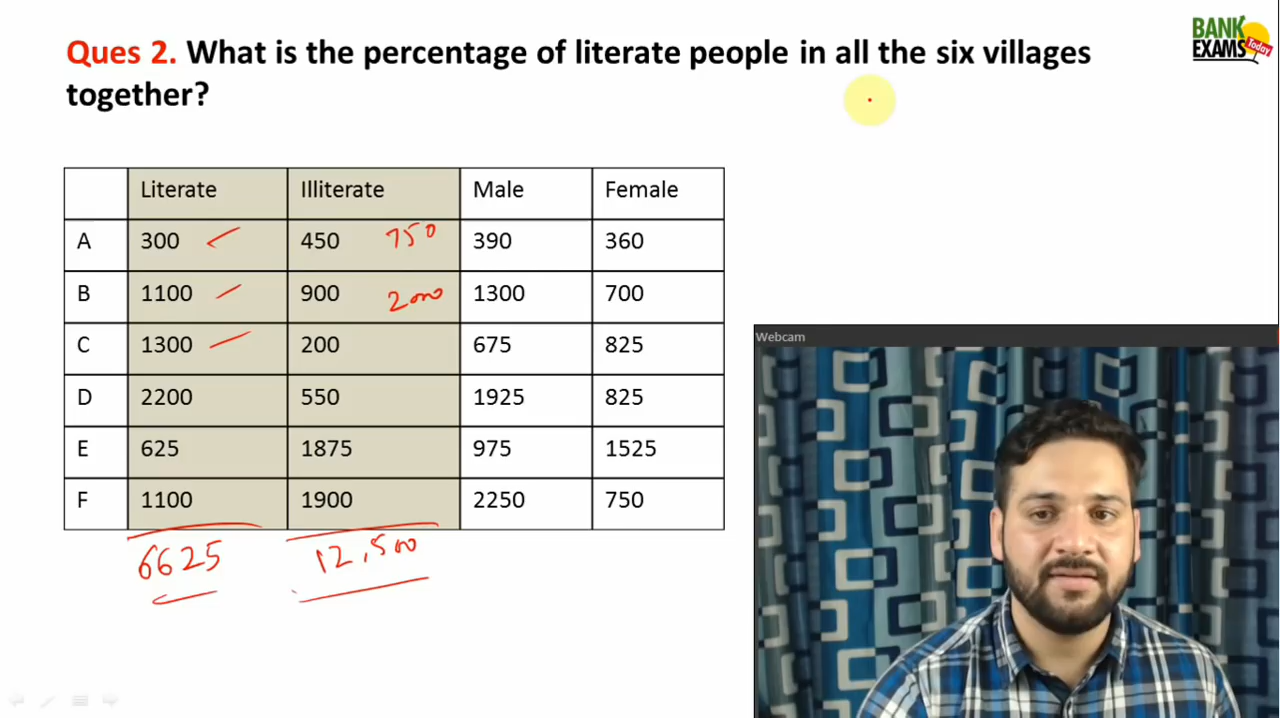 BANK
EXAMS Today
Ques 2. What is the percentage of literate people in all the six villages
together?
Literate Illiterate Male Female
A 300 450 750 390 360
B 1100 900 2000 1300 700
C 1300 200 675 825
D 2200 550 1925 825
E 625 1875 975 1525
F 1100 1900 2250 750
6625 12,500
Webcam